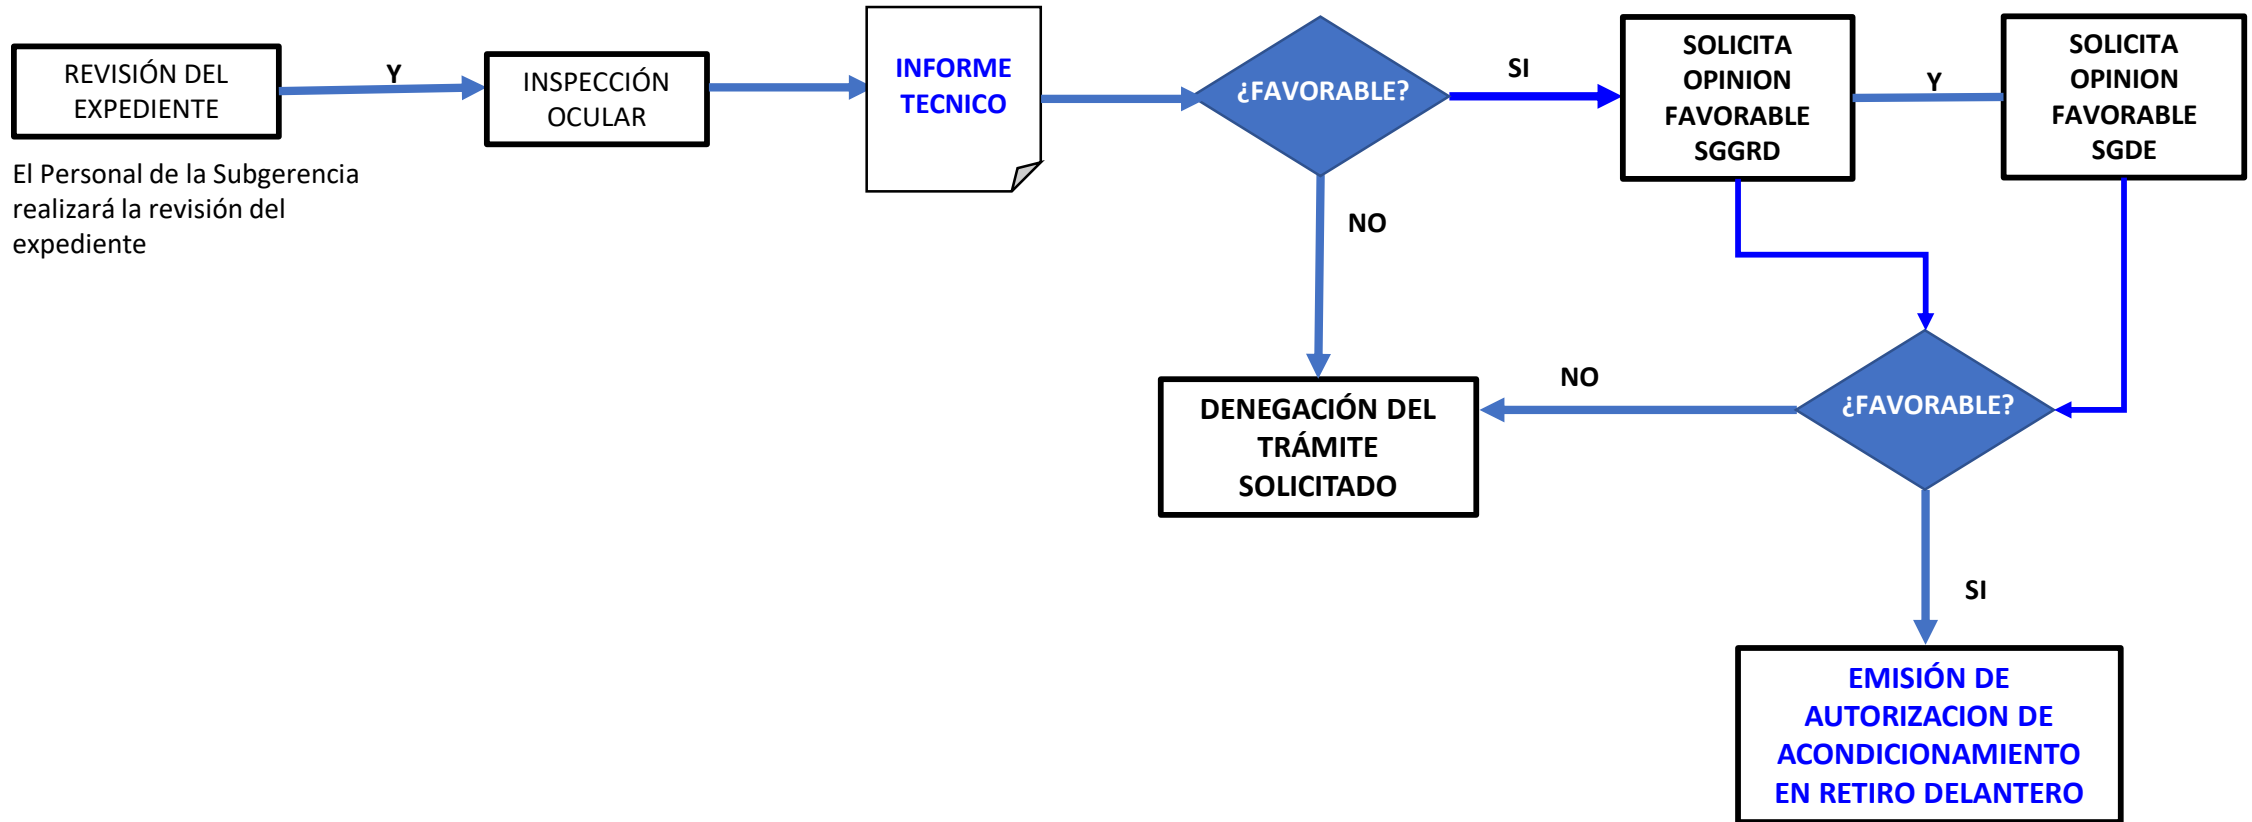 REVISIÓN DEL
EXPEDIENTE
El Personal de la Subgerencia
realizará la revisión del
expediente
Y
INSPECCIÓN
OCULAR
INFORME
TECNICO
¿FAVORABLE?
SI
NO
SOLICITA
OPINION
FAVORABLE
SGGRD
Y
SOLICITA
OPINION
FAVORABLE
SGDE
¿FAVORABLE?
NO
DENEGACIÓN DEL
TRÁMITE
SOLICITADO
SI
EMISIÓN DE
AUTORIZACION DE
ACONDICIONAMIENTO
EN RETIRO DELANTERO